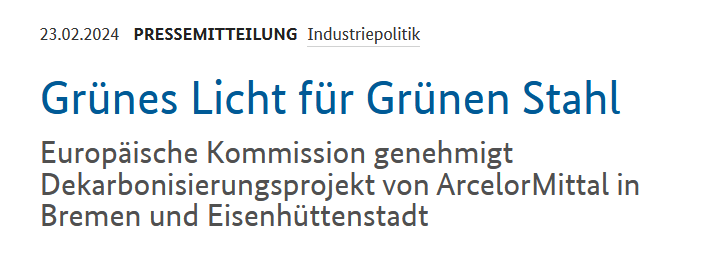 23.02.2024 PRESSEMITTEILUNG Industriepolitik
Grünes Licht für Grünen Stahl
Europäische Kommission genehmigt
Dekarbonisierungsprojekt von ArcelorMittal in
Bremen und Eisenhüttenstadt